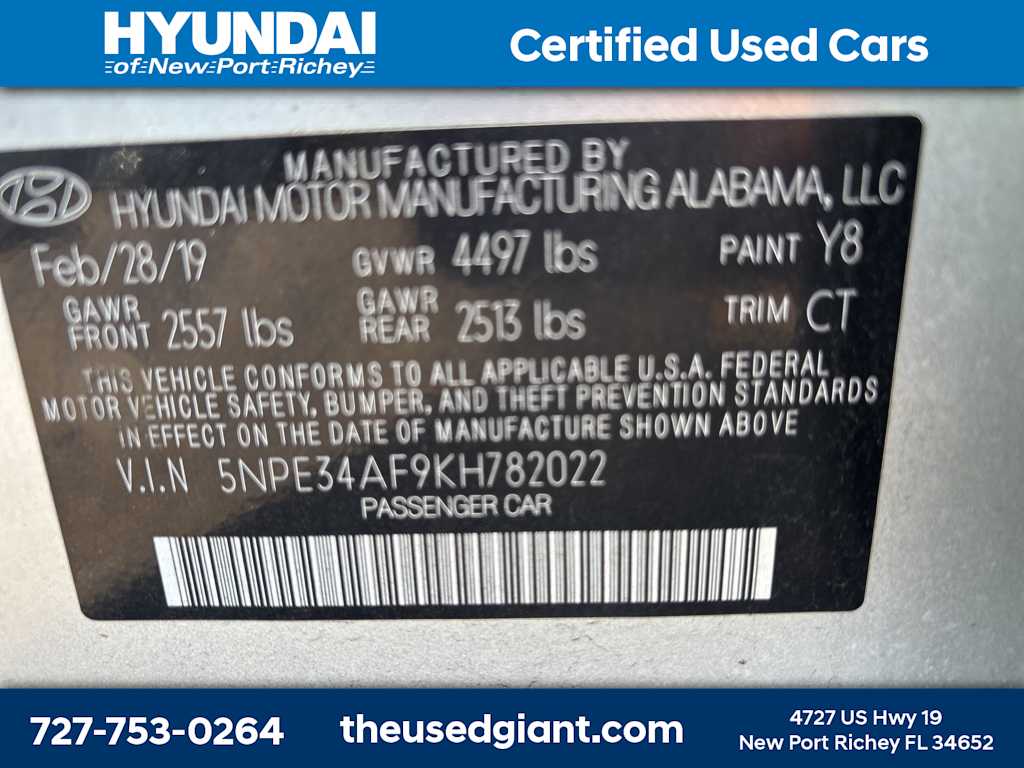 HYUNDAI
of New Port Richey
Certified Used Cars
MANUFACTURED BY
HYUNDAI MOTOR MANUFACTURING ALABAMA, LLC
Feb/28/19 GVWR 4497 lbs PAINT Y8
GAWR FRONT 2557 lbs GAWR REAR 2513 lbs TRIM CT
THIS VEHICLE CONFORMS TO ALL APPLICABLE U.S.A. FEDERAL
MOTOR VEHICLE SAFETY, BUMPER, AND THEFT PREVENTION STANDARDS
IN EFFECT ON THE DATE OF MANUFACTURE SHOWN ABOVE
V.I.N 5NPE34AF9KH782022
PASSENGER CAR
727-753-0264
theusedgiant.com
4727 US Hwy 19
New Port Richey FL 34652